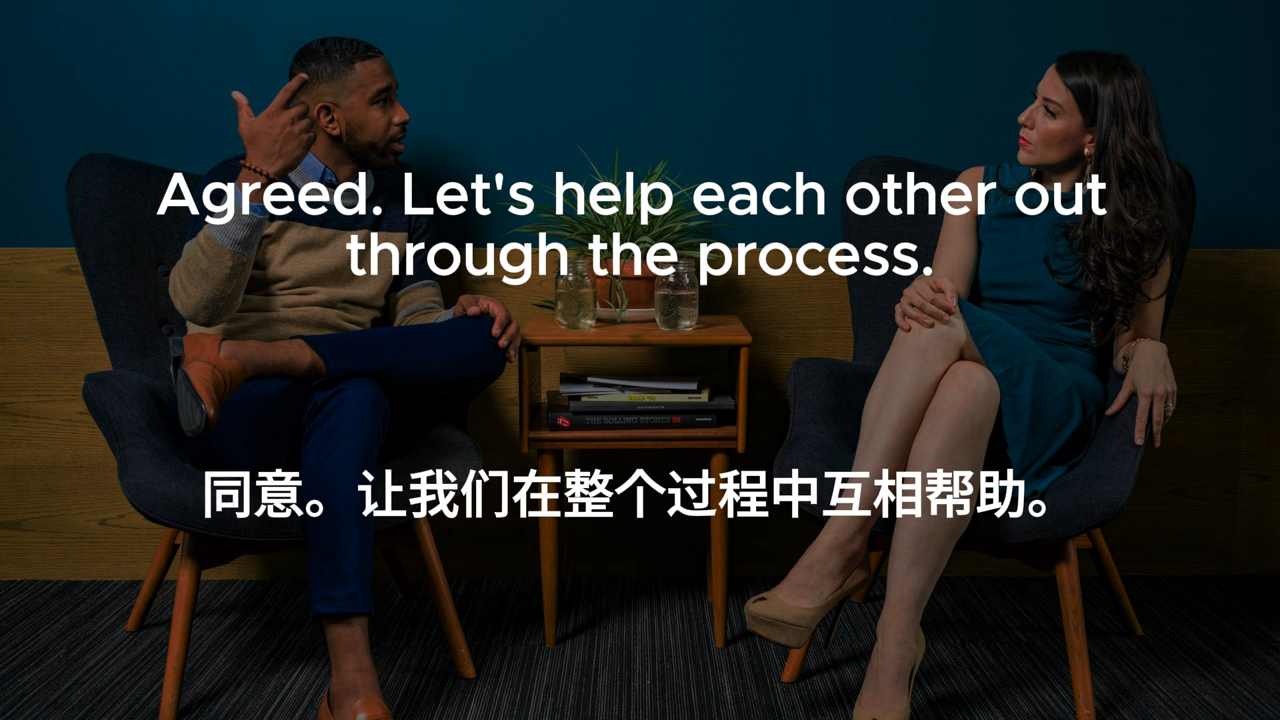 Agreed. Let's help each other out
through the process.
THE ROLLING STONES
同意。让我们在整个过程中互相帮助。